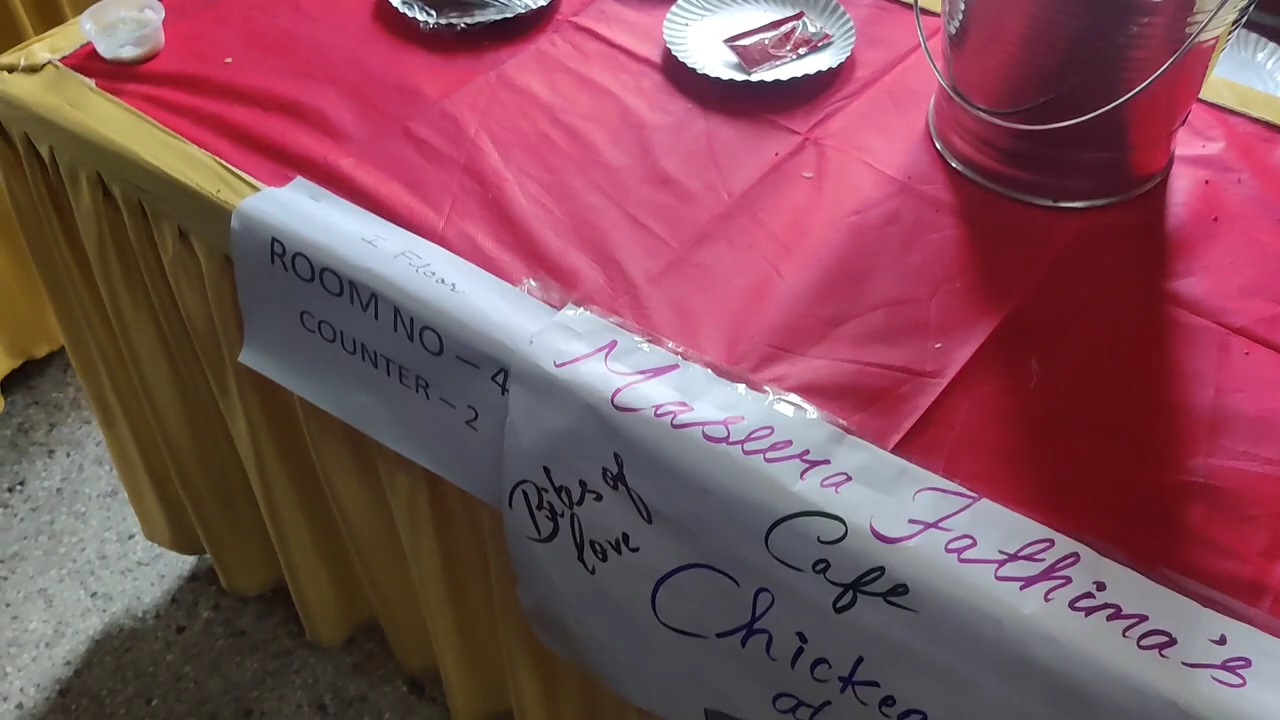 I Floor
ROOM NO – 4
COUNTER – 2
Maseera Fathima's
Cafe
Bites of
love
Chicken